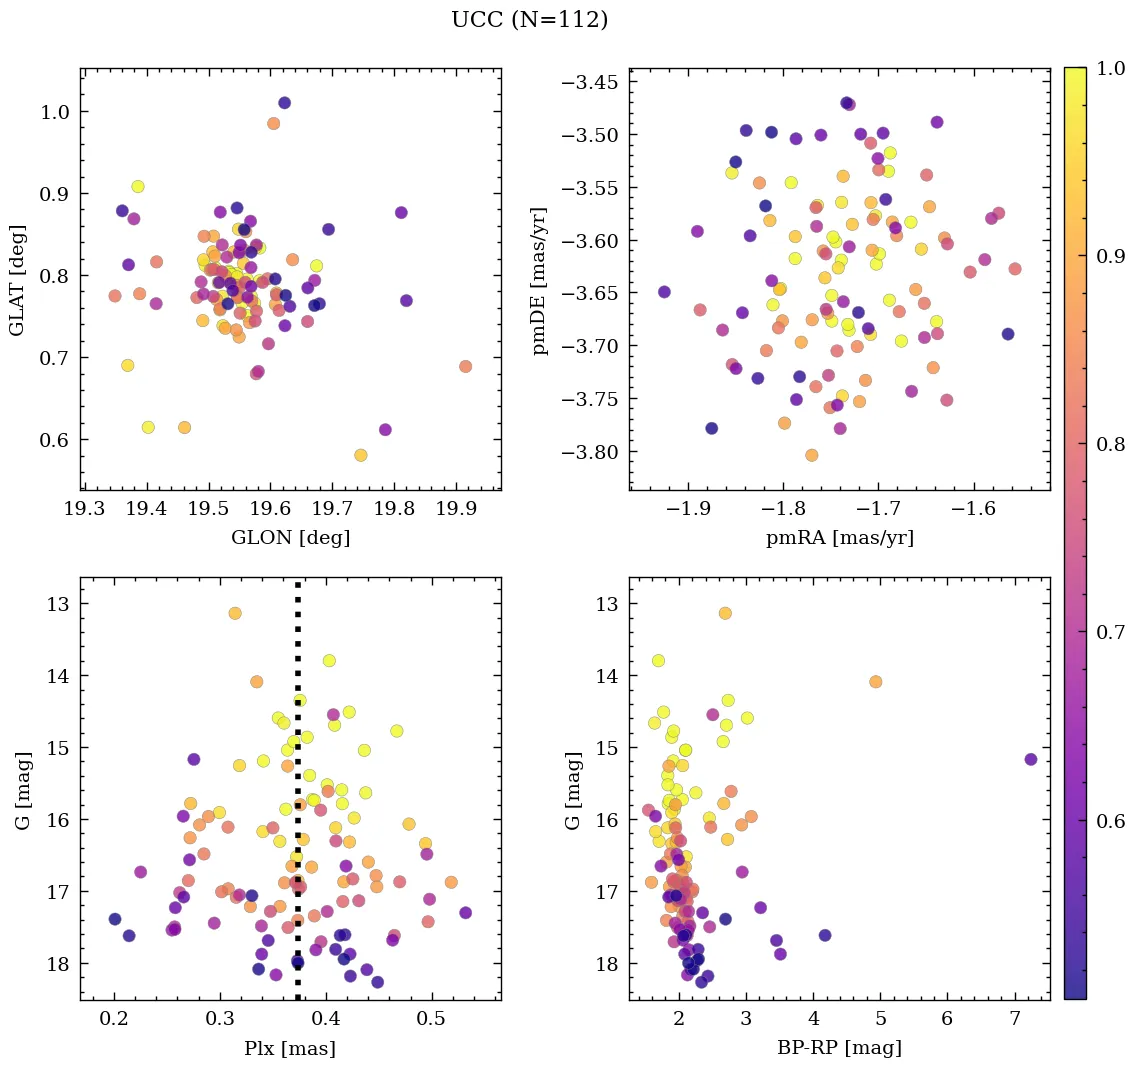 UCC (N=112)
1.0
0.9
0.8
0.7
0.6
GLAT [deg]
19.3 19.4 19.5 19.6 19.7 19.8 19.9
GLON [deg]
−3.45
−3.50
−3.55
−3.60
−3.65
−3.70
−3.75
−3.80
pmDE [mas/yr]
−1.9 −1.8 −1.7 −1.6
pmRA [mas/yr]
1.0
0.9
0.8
0.7
0.6
13
14
15
16
17
18
G [mag]
0.2 0.3 0.4 0.5
Plx [mas]
13
14
15
16
17
18
G [mag]
2 3 4 5 6 7
BP-RP [mag]